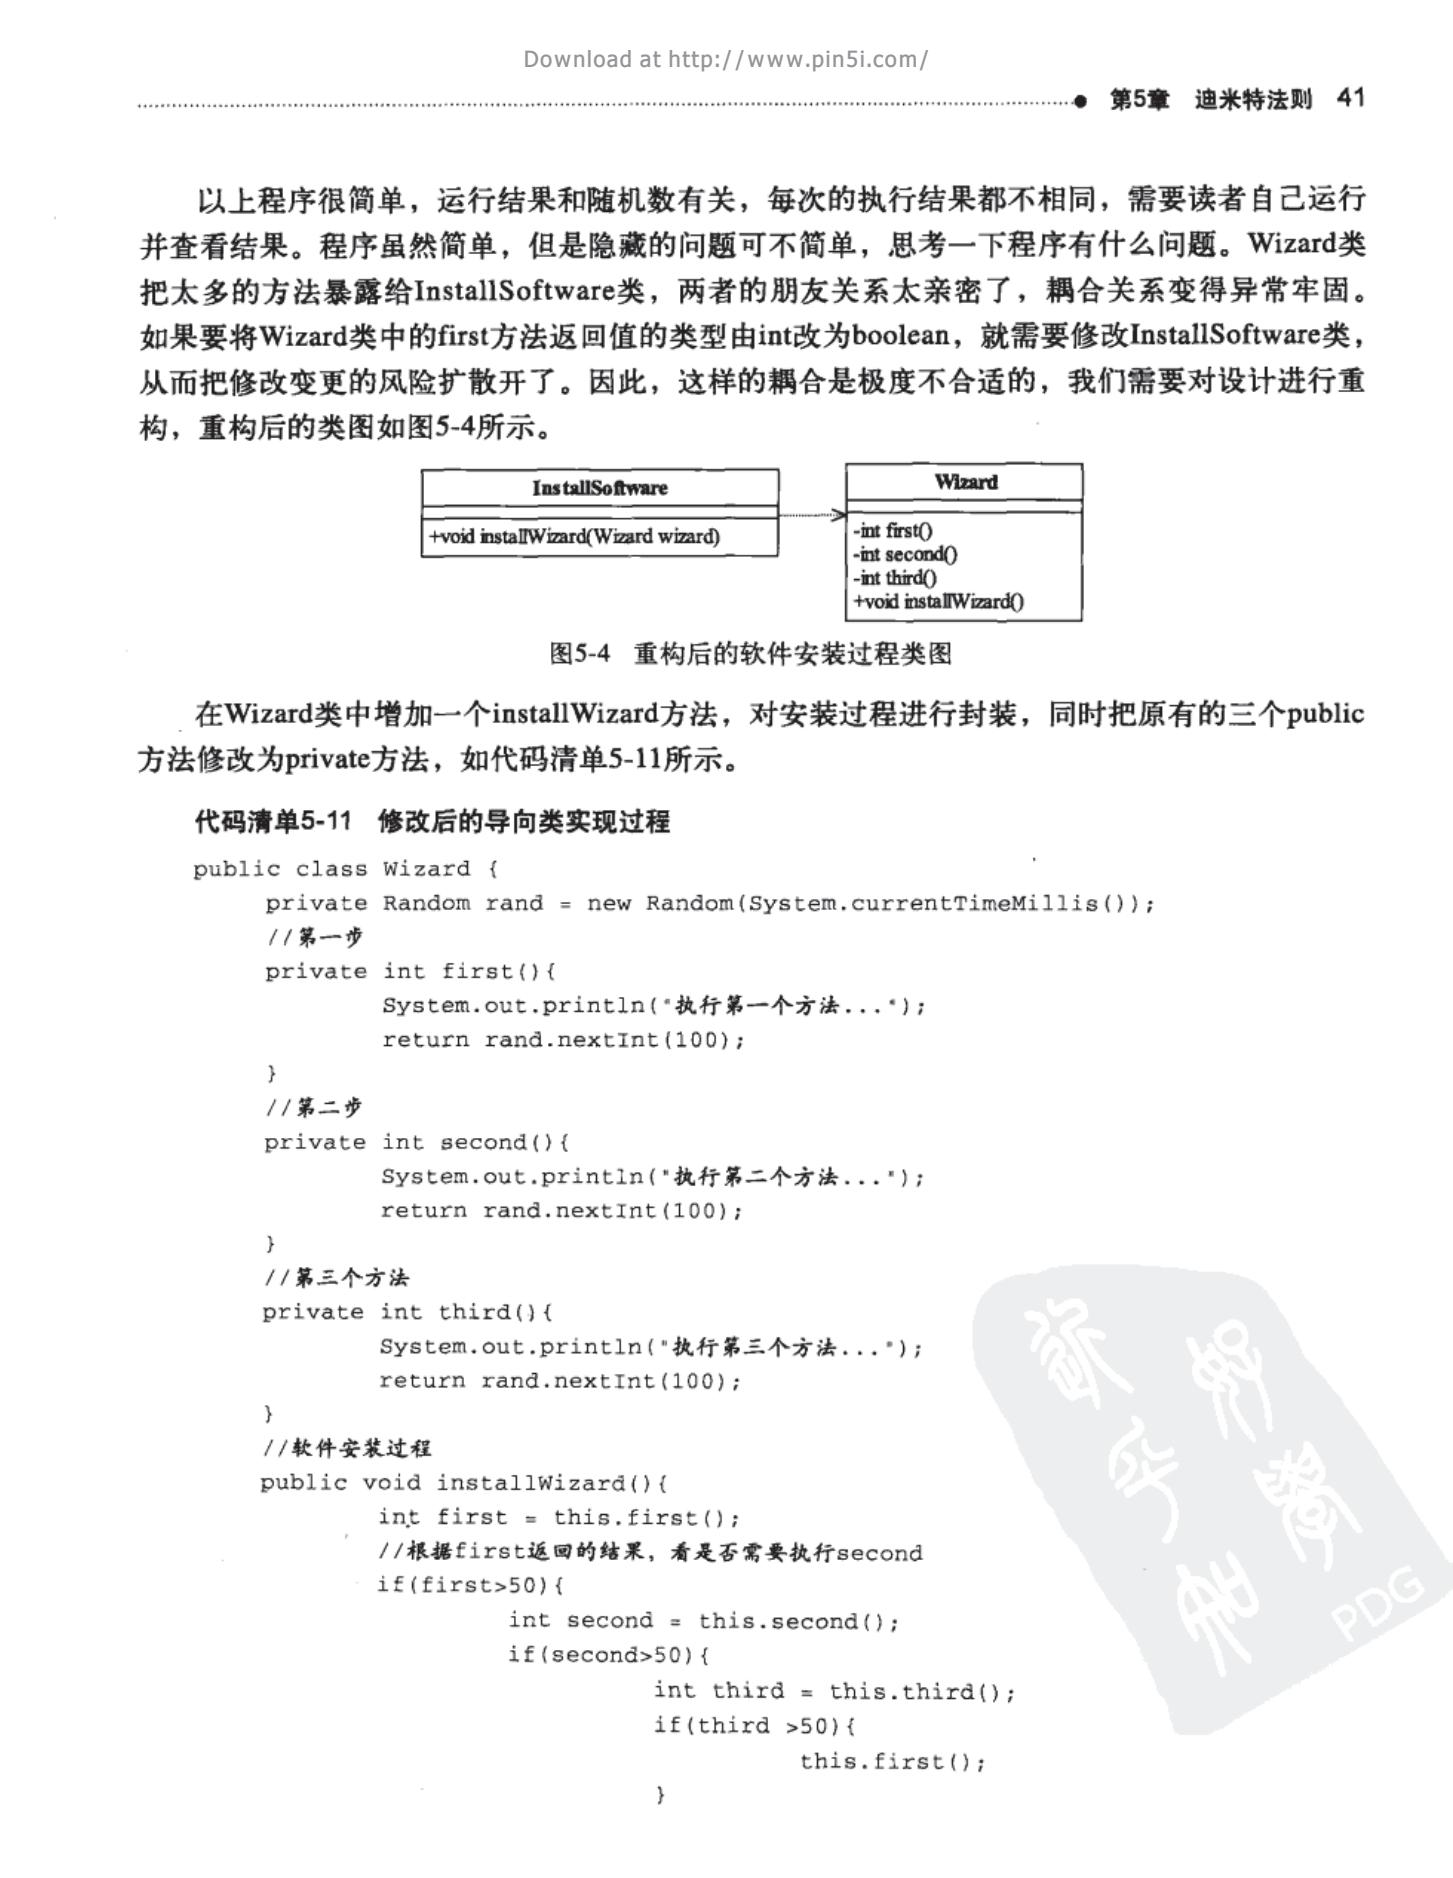 Download at http://www.pin5i.com/
第5章 迪米特法则 41
以上程序很简单，运行结果和随机数有关，每次的执行结果都不相同，需要读者自己运行
并查看结果。程序虽然简单，但是隐藏的问题可不简单，思考一下程序有什么问题。Wizard类
把太多的方法暴露给InstallSoftware类，两者的朋友关系太亲密了，耦合关系变得异常牢固。
如果要将Wizard类中的first方法返回值的类型由int改为boolean，就需要修改InstallSoftware类，
从而把修改变更的风险扩散开了。因此，这样的耦合是极度不合适的，我们需要对设计进行重
构，重构后的类图如图5-4所示。
InstallSoftware
+void installWizard(Wizard wizard)
Wizard
-int first()
-int second()
-int third()
+void installWizard()
图5-4 重构后的软件安装过程类图
在Wizard类中增加一个installWizard方法，对安装过程进行封装，同时把原有的三个public
方法修改为private方法，如代码清单5-11所示。
代码清单5-11 修改后的导向类实现过程
public class Wizard {
private Random rand = new Random(System.currentTimeMillis());
//第一步
private int first(){
System.out.println("执行第一个方法...");
return rand.nextInt(100);
}
//第二步
private int second(){
System.out.println("执行第二个方法...");
return rand.nextInt(100);
}
//第三个方法
private int third(){
System.out.println("执行第三个方法...");
return rand.nextInt(100);
}
//软件安装过程
public void installWizard(){
int first = this.first();
//根据first返回的结果，看是否需要执行second
if(first>50){
int second = this.second();
if(second>50){
int third = this.third();
if(third >50){
this.first();
}
PDG